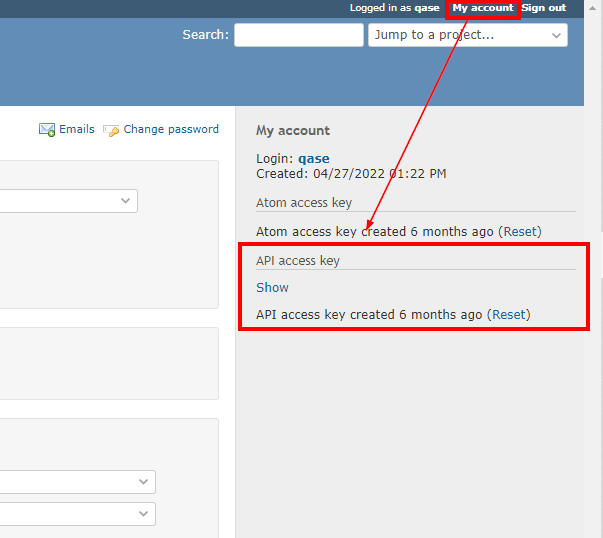 Logged in as qase My account Sign out
Search: Jump to a project...
Emails Change password
My account
Login: qase
Created: 04/27/2022 01:22 PM
Atom access key
Atom access key created 6 months ago (Reset)
API access key
Show
API access key created 6 months ago (Reset)